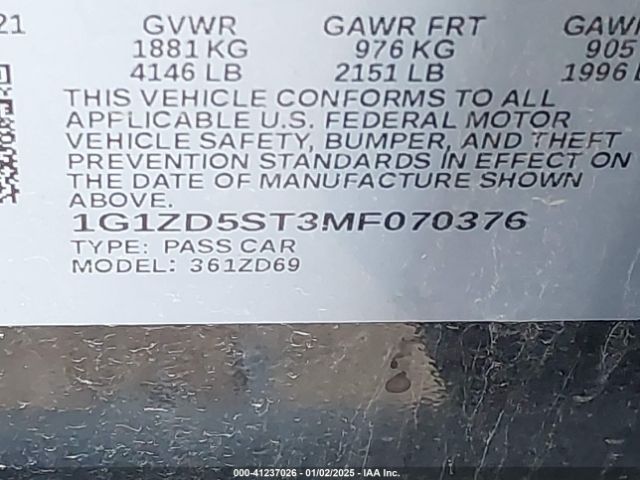 21 GVWR GAWR FRT GAWR
1881 KG 976 KG 905
4146 LB 2151 LB 1996
THIS VEHICLE CONFORMS TO ALL
APPLICABLE U.S. FEDERAL MOTOR
VEHICLE SAFETY, BUMPER, AND THEFT
PREVENTION STANDARDS IN EFFECT ON
THE DATE OF MANUFACTURE SHOWN
ABOVE.
1G1ZD5ST3MF070376
TYPE: PASS CAR
MODEL: 361ZD69
000-41237026 - 01/02/2025 - IAA Inc.